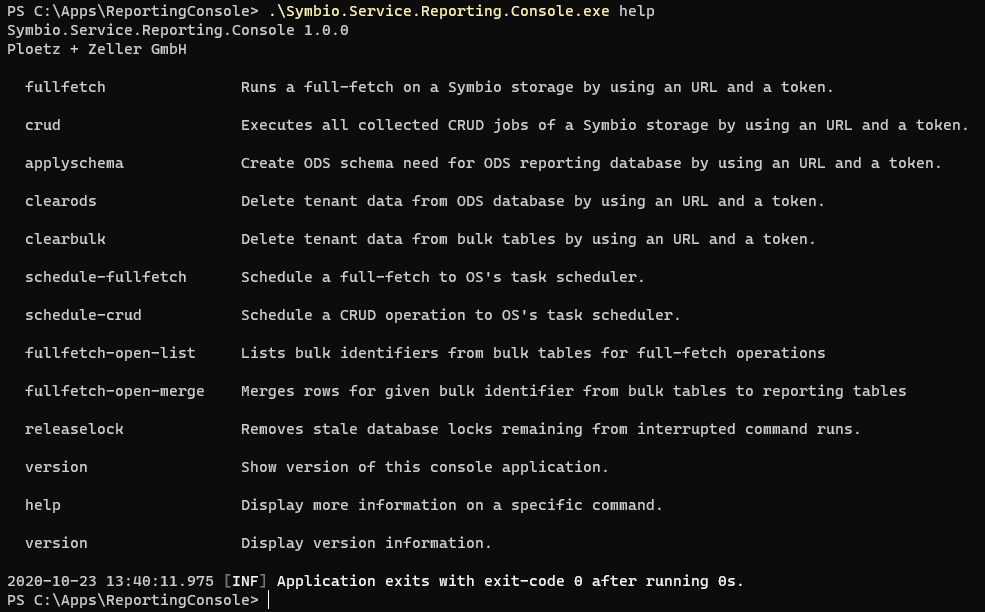 PS C:\Apps\ReportingConsole> .\Symbio.Service.Reporting.Console.exe help
Symbio.Service.Reporting.Console 1.0.0
Ploetz + Zeller GmbH
fullfetch Runs a full-fetch on a Symbio storage by using an URL and a token.
crud Executes all collected CRUD jobs of a Symbio storage by using an URL and a token.
applyschema Create ODS schema need for ODS reporting database by using an URL and a token.
clearods Delete tenant data from ODS database by using an URL and a token.
clearbulk Delete tenant data from bulk tables by using an URL and a token.
schedule-fullfetch Schedule a full-fetch to OS's task scheduler.
schedule-crud Schedule a CRUD operation to OS's task scheduler.
fullfetch-open-list Lists bulk identifiers from bulk tables for full-fetch operations
fullfetch-open-merge Merges rows for given bulk identifier from bulk tables to reporting tables
releaselock Removes stale database locks remaining from interrupted command runs.
version Show version of this console application.
help Display more information on a specific command.
version Display version information.
2020-10-23 13:40:11.975 [INF] Application exits with exit-code 0 after running 0s.
PS C:\Apps\ReportingConsole>